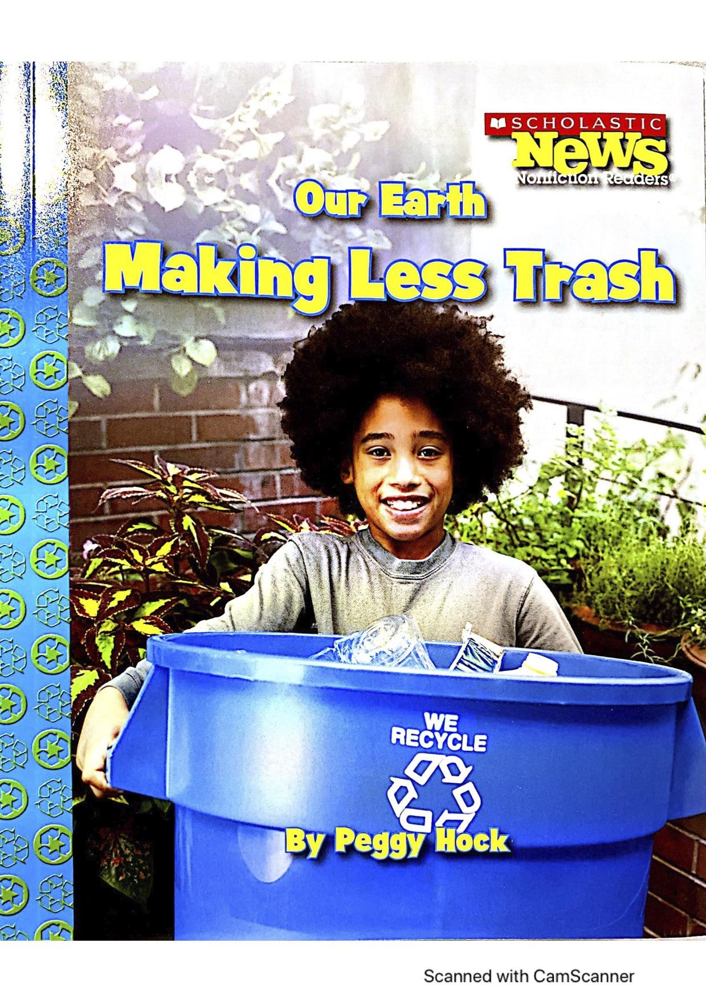 SCHOLASTIC
News
Nonfiction Readers®
Our Earth
Making Less Trash
WE
RECYCLE
By Peggy Hock
Scanned with CamScanner